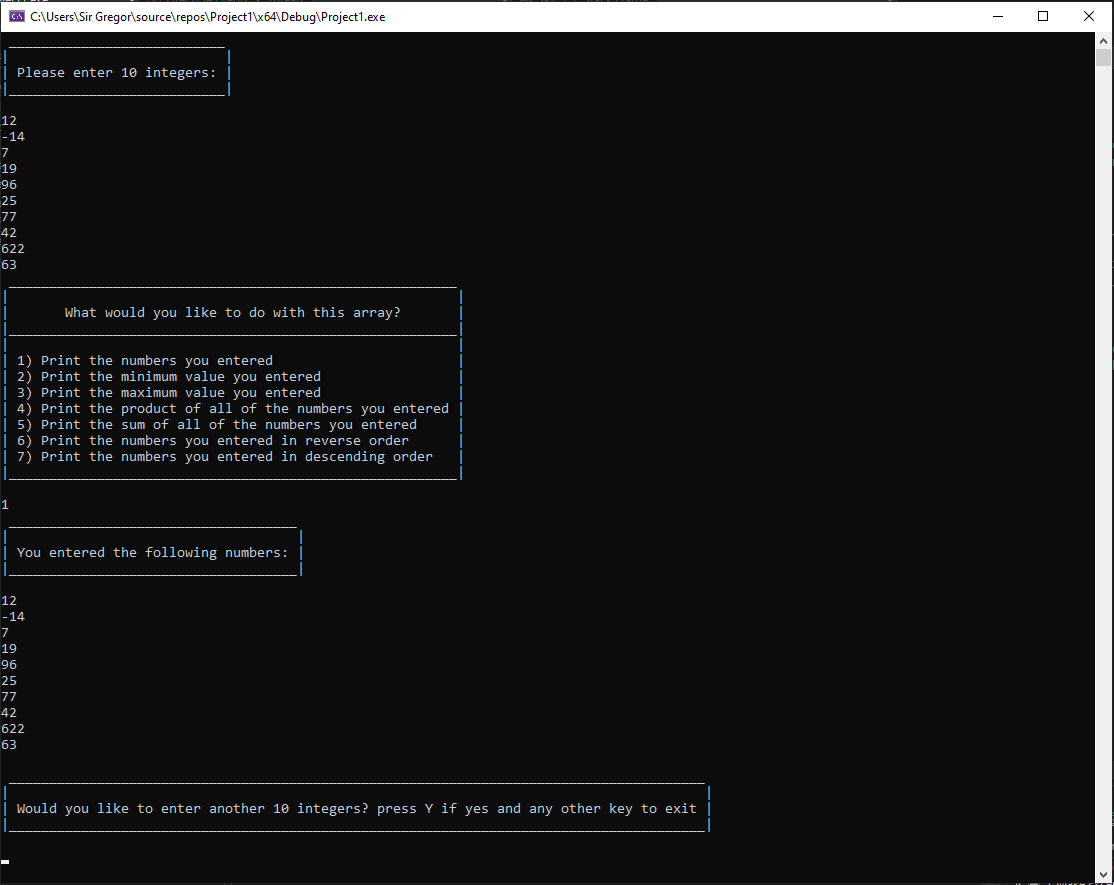 C:\Users\Sir Gregor\source\repos\Project1\x64\Debug\Project1.exe
Please enter 10 integers:
12
-14
7
19
96
25
77
42
622
63
What would you like to do with this array?
1) Print the numbers you entered
2) Print the minimum value you entered
3) Print the maximum value you entered
4) Print the product of all of the numbers you entered
5) Print the sum of all of the numbers you entered
6) Print the numbers you entered in reverse order
7) Print the numbers you entered in descending order
1
You entered the following numbers:
12
-14
7
19
96
25
77
42
622
63
Would you like to enter another 10 integers? press Y if yes and any other key to exit